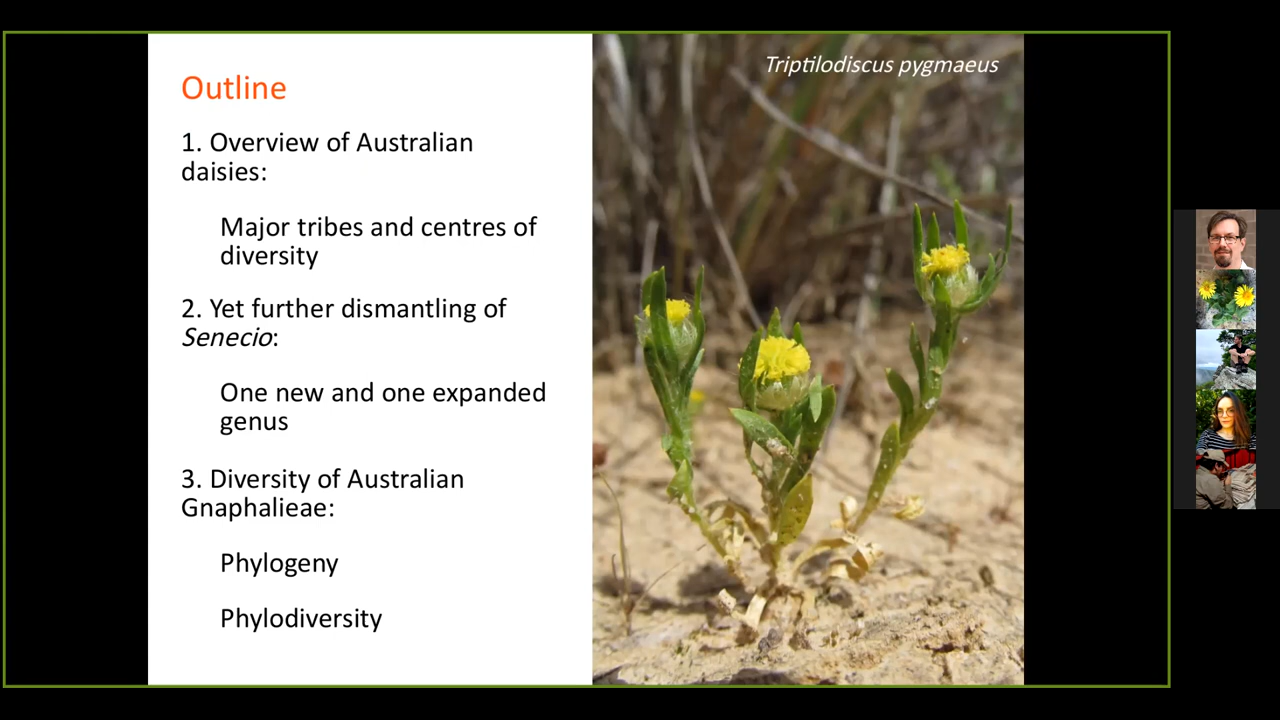 Outline
1. Overview of Australian
daisies:
Major tribes and centres of
diversity
2. Yet further dismantling of
Senecio:
One new and one expanded
genus
3. Diversity of Australian
Gnaphalieae:
Phylogeny
Phylodiversity
Triptilodiscus pygmaeus